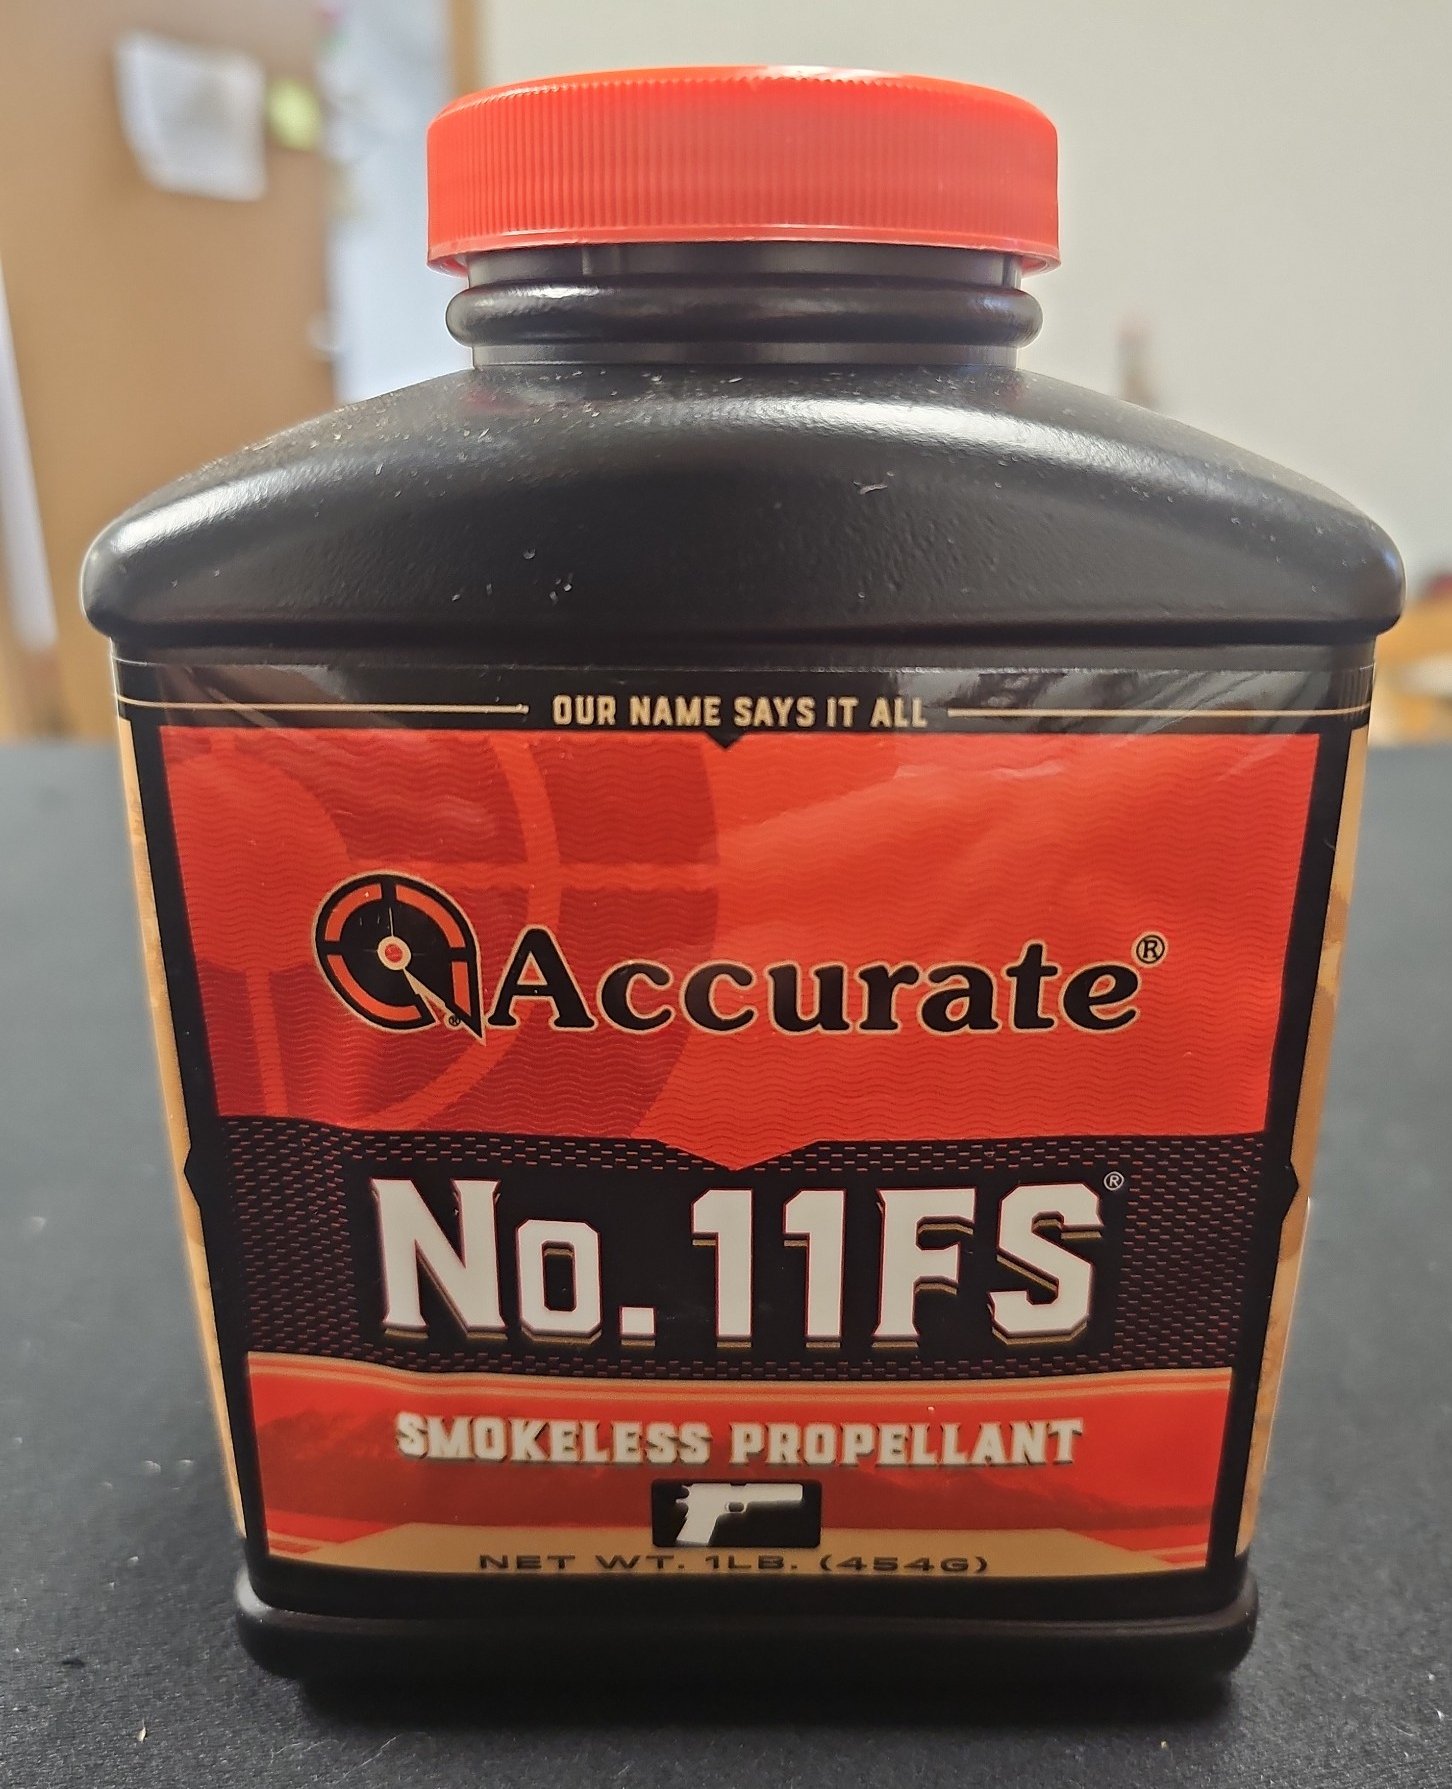 OUR NAME SAYS IT ALL
Accurate®
®
No. 11FS®
SMOKELESS PROPELLANT
NET WT. 1LB. (454G)